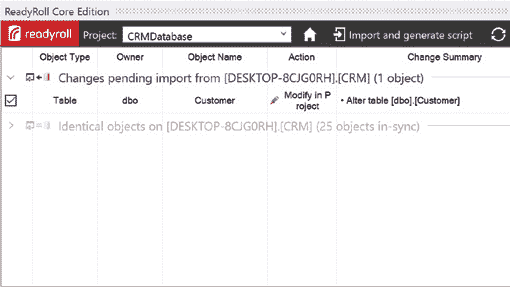 ReadyRoll Core Edition
readyroll Project: CRMDatabase Import and generate script
Object Type Owner Object Name Action Change Summary
Changes pending import from [DESKTOP-8CJG0RH].[CRM] (1 object)
Table dbo Customer Modify in P • Alter table [dbo].[Customer]
roject
Identical objects on [DESKTOP-8CJG0RH].[CRM] (25 objects in-sync)